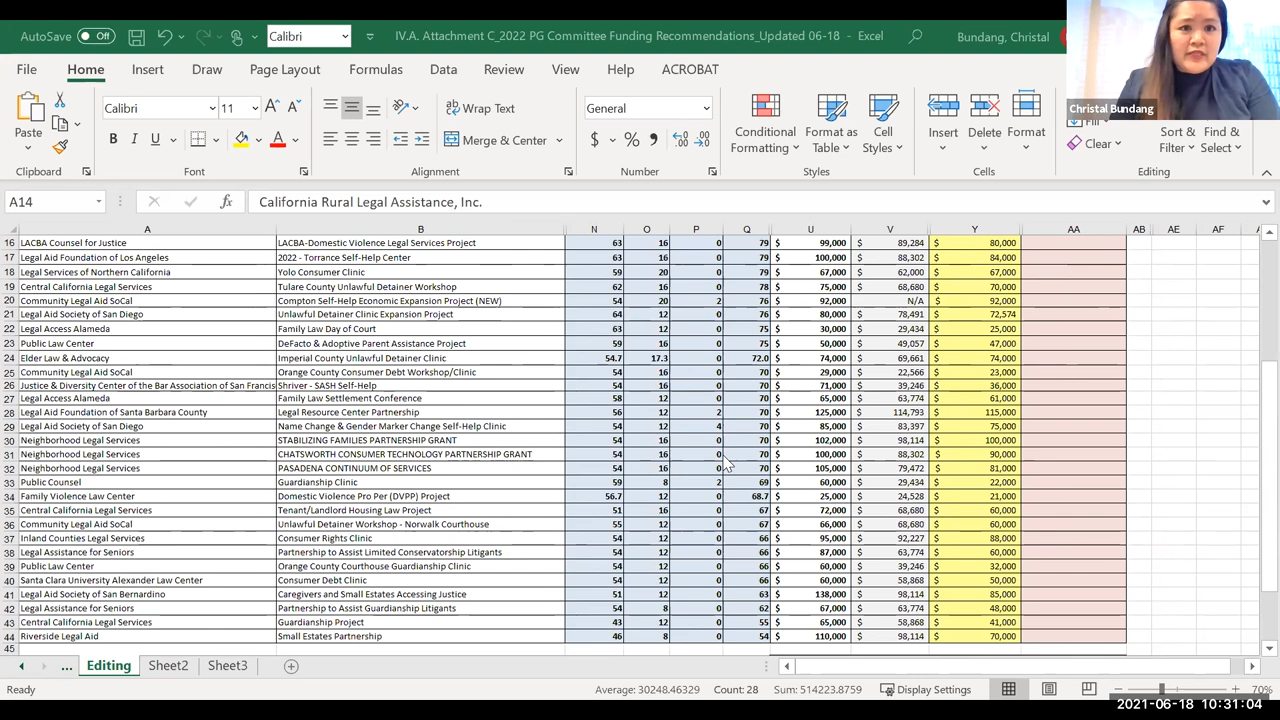 AutoSave Off Calibri IV.A. Attachment C_2022 PG Committee Funding Recommendations_Updated 06-18 - Excel Bundang, Christal
File Home Insert Draw Page Layout Formulas Data Review View Help ACROBAT
Christal Bundang
Paste Calibri 11 Wrap Text General Conditional Formatting Format as Table Cell Styles Insert Delete Format Fill Sort & Filter Find & Select
B I U Merge & Center $ % Clear
Clipboard Font Alignment Number Styles Cells Editing
A14 fx California Rural Legal Assistance, Inc.
A B N O P Q U V Y AA AB AE AF
16 LACBA Counsel for Justice LACBA-Domestic Violence Legal Services Project 63 16 0 79 $ 99,000 89,284 $ 80,000
17 Legal Aid Foundation of Los Angeles 2022 - Torrance Self-Help Center 63 16 0 79 $ 100,000 88,302 $ 84,000
18 Legal Services of Northern California Yolo Consumer Clinic 59 20 0 79 $ 67,000 62,000 $ 67,000
19 Central California Legal Services Tulare County Unlawful Detainer Workshop 62 16 0 78 $ 75,000 68,680 $ 70,000
20 Community Legal Aid SoCal Compton Self-Help Economic Expansion Project (NEW) 54 20 2 76 $ 92,000 N/A $ 92,000
21 Legal Aid Society of San Diego Unlawful Detainer Clinic Expansion Project 64 12 0 76 $ 80,000 78,491 $ 72,574
22 Legal Access Alameda Family Law Day of Court 63 12 0 75 $ 30,000 29,434 $ 25,000
23 Public Law Center DeFacto & Adoptive Parent Assistance Project 59 16 0 75 $ 50,000 49,057 $ 47,000
24 Elder Law & Advocacy Imperial County Unlawful Detainer Clinic 54.7 17.3 0 72.0 $ 74,000 69,661 $ 74,000
25 Community Legal Aid SoCal Orange County Consumer Debt Workshop/Clinic 54 16 0 70 $ 29,000 22,566 $ 23,000
26 Justice & Diversity Center of the Bar Association of San Francis Shriver - SASH Self-Help 54 16 0 70 $ 71,000 39,246 $ 36,000
27 Legal Access Alameda Family Law Settlement Conference 58 12 0 70 $ 65,000 63,774 $ 61,000
28 Legal Aid Foundation of Santa Barbara County Legal Resource Center Partnership 56 12 2 70 $ 125,000 114,793 $ 115,000
29 Legal Aid Society of San Diego Name Change & Gender Marker Change Self-Help Clinic 54 12 4 70 $ 85,000 83,397 $ 75,000
30 Neighborhood Legal Services STABILIZING FAMILIES PARTNERSHIP GRANT 54 16 0 70 $ 102,000 98,114 $ 100,000
31 Neighborhood Legal Services CHATSWORTH CONSUMER TECHNOLOGY PARTNERSHIP GRANT 54 16 0 70 $ 100,000 88,302 $ 90,000
32 Neighborhood Legal Services PASADENA CONTINUUM OF SERVICES 54 16 0 70 $ 105,000 79,472 $ 81,000
33 Public Counsel Guardianship Clinic 59 8 2 69 $ 60,000 29,434 $ 22,000
34 Family Violence Law Center Domestic Violence Pro Per (DVPP) Project 56.7 12 0 68.7 $ 25,000 24,528 $ 21,000
35 Central California Legal Services Tenant/Landlord Housing Law Project 51 16 0 67 $ 72,000 68,680 $ 60,000
36 Community Legal Aid SoCal Unlawful Detainer Workshop - Norwalk Courthouse 55 12 0 67 $ 66,000 68,680 $ 60,000
37 Inland Counties Legal Services Consumer Rights Clinic 54 12 0 66 $ 95,000 92,227 $ 88,000
38 Legal Assistance for Seniors Partnership to Assist Limited Conservatorship Litigants 54 12 0 66 $ 87,000 63,774 $ 60,000
39 Public Law Center Orange County Courthouse Guardianship Clinic 54 12 0 66 $ 60,000 39,246 $ 32,000
40 Santa Clara University Alexander Law Center Consumer Debt Clinic 54 12 0 66 $ 60,000 58,868 $ 50,000
41 Legal Aid Society of San Bernardino Caregivers and Small Estates Accessing Justice 51 12 0 63 $ 138,000 98,114 $ 85,000
42 Legal Assistance for Seniors Partnership to Assist Guardianship Litigants 54 8 0 62 $ 67,000 63,774 $ 48,000
43 Central California Legal Services Guardianship Project 43 12 0 55 $ 65,000 58,868 $ 41,000
44 Riverside Legal Aid Small Estates Partnership 46 8 0 54 $ 110,000 98,114 $ 70,000
45
... Editing Sheet2 Sheet3
Ready Average: 30248.46329 Count: 28 Sum: 514223.8759 Display Settings 70%
2021-06-18 10:31:04